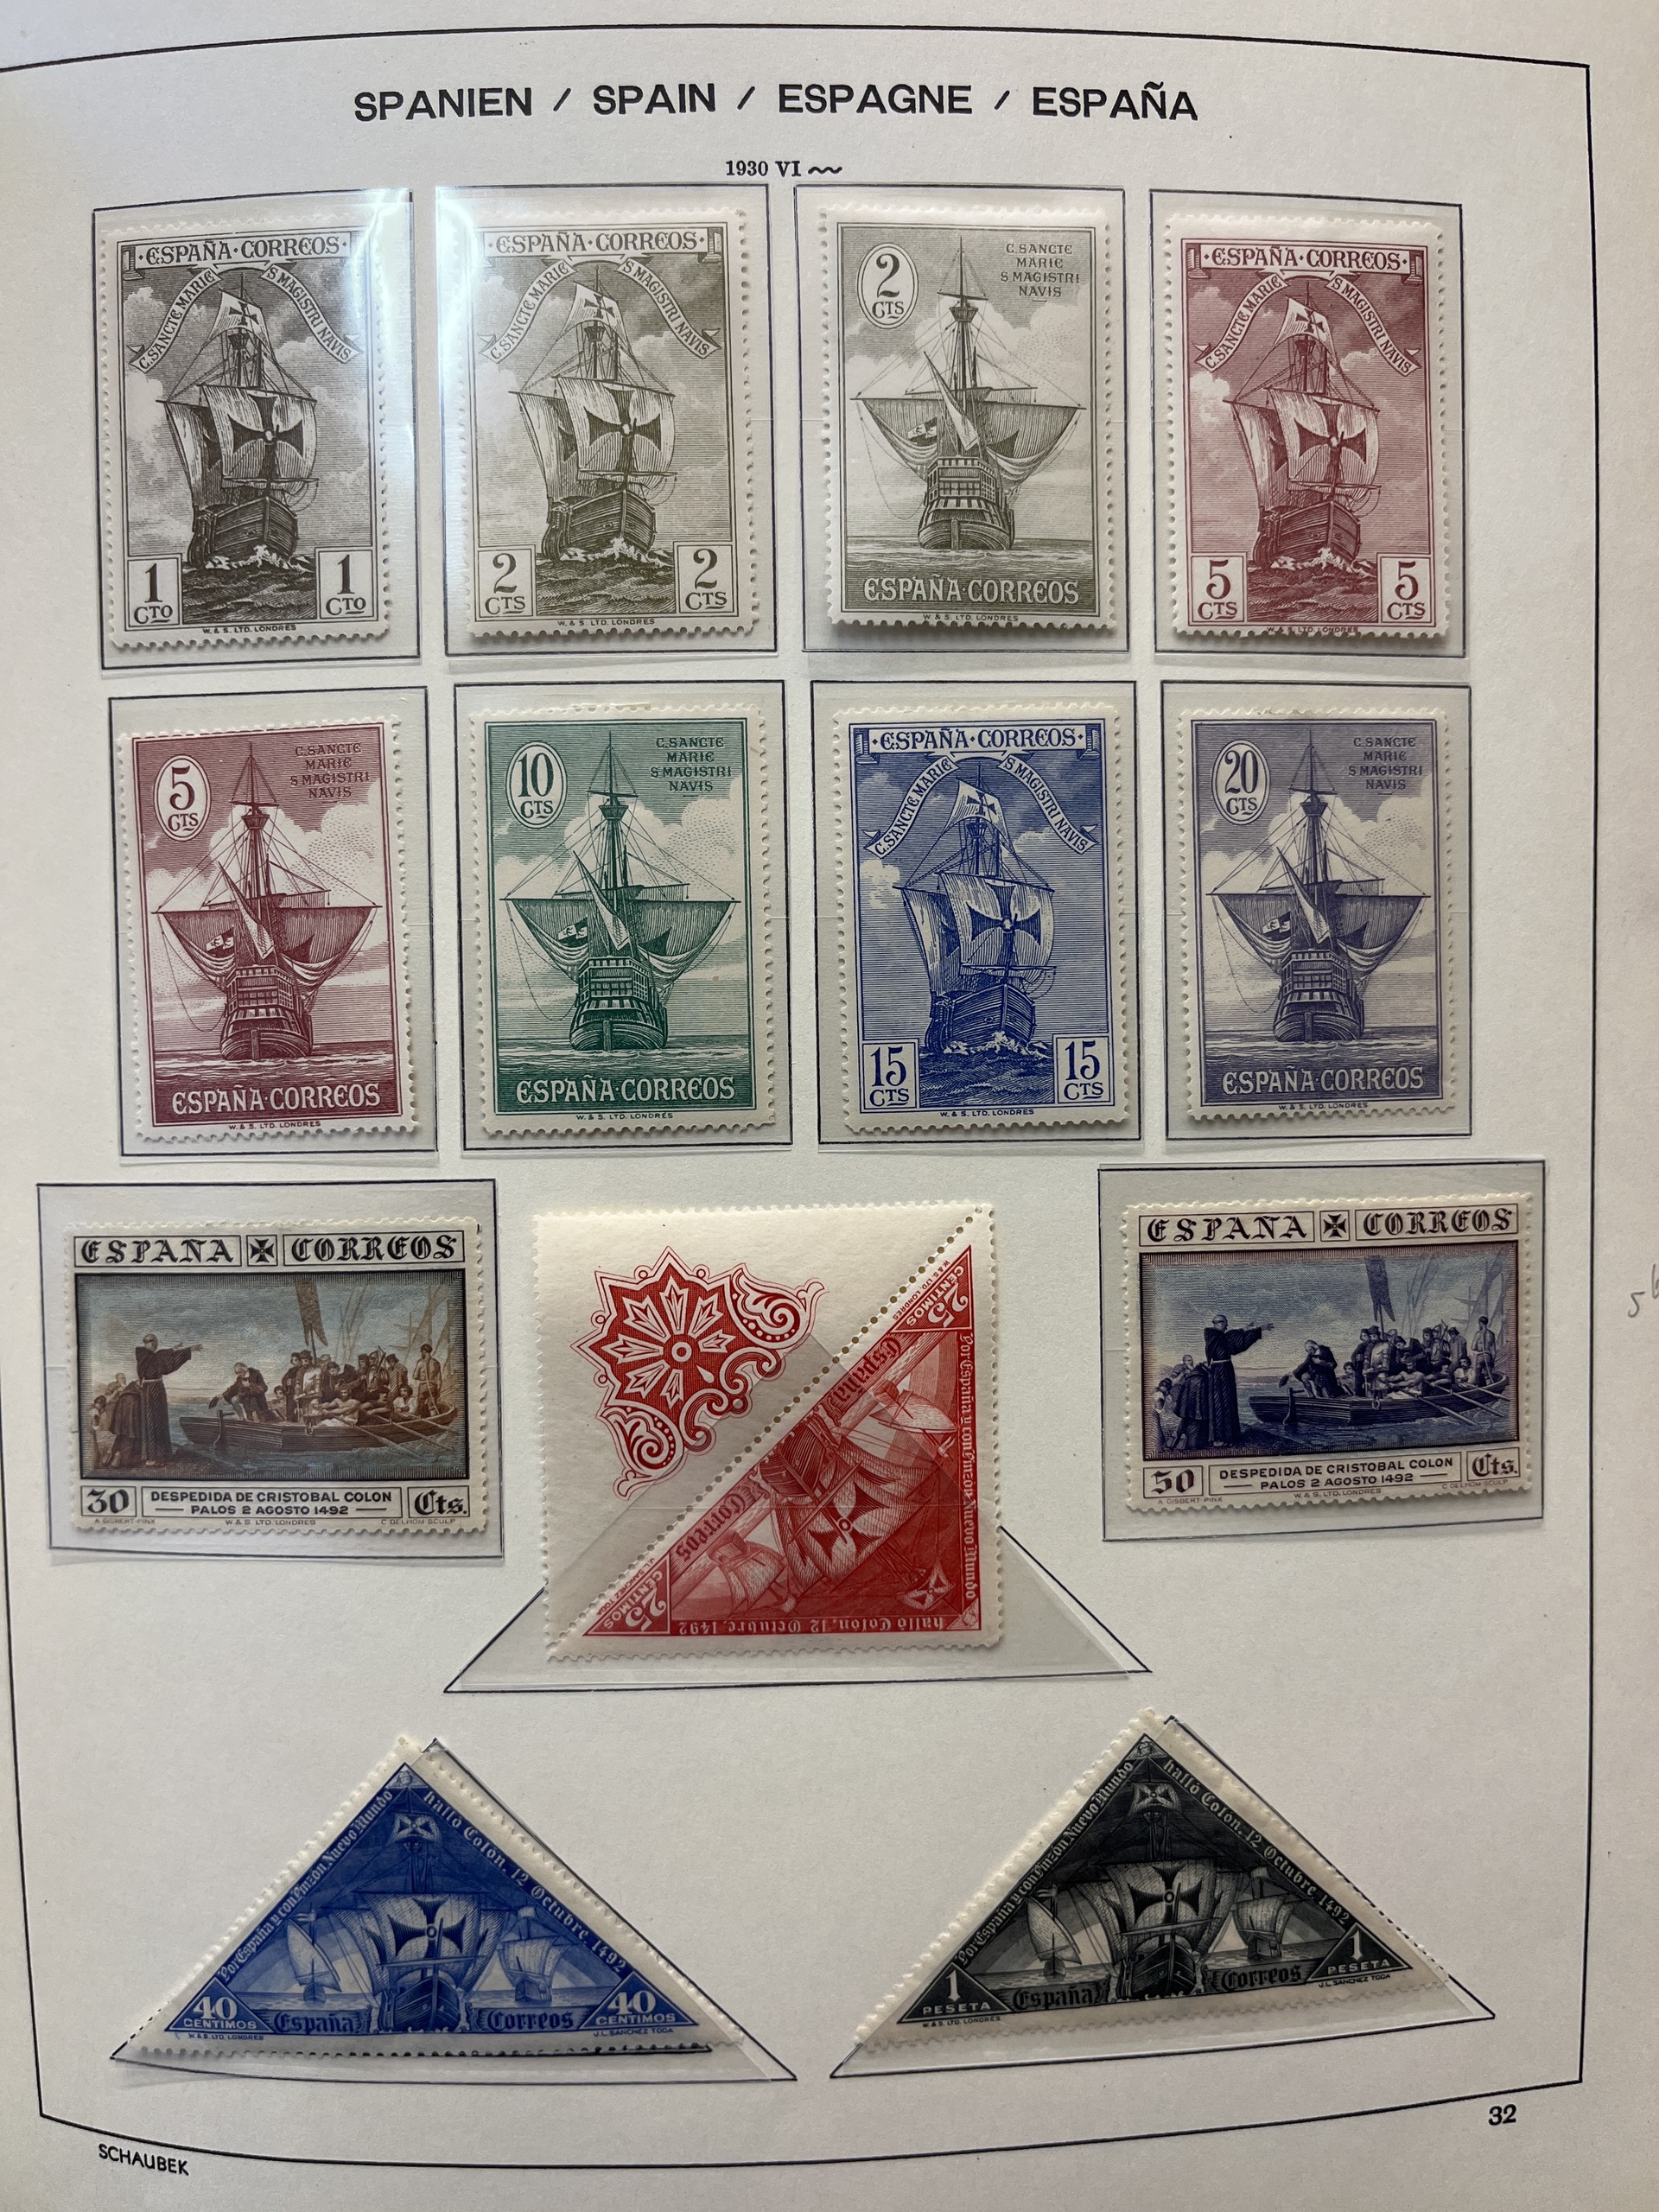 SPANIEN / SPAIN / ESPAGNE / ESPAÑA
1930 VI
·ESPAÑA·CORREOS·
C. SANCTE MARIE
S MAGISTRI NAVIS
1 CTO
1 CTO
W. & S. LTD. LONDRES
·ESPAÑA·CORREOS·
C. SANCTE MARIE
S MAGISTRI NAVIS
2 CTS
2 CTS
W. & S. LTD. LONDRES
2 CTS
C. SANCTE
MARIE
S MAGISTRI
NAVIS
ESPAÑA·CORREOS
W. & S. LTD. LONDRES
·ESPAÑA·CORREOS·
C. SANCTE MARIE
S MAGISTRI NAVIS
5 CTS
5 CTS
W. & S. LTD. LONDRES
5 CTS
C. SANCTE
MARIE
S MAGISTRI
NAVIS
ESPAÑA·CORREOS
W. & S. LTD. LONDRES
10 CTS
C. SANCTE
MARIE
S MAGISTRI
NAVIS
ESPAÑA·CORREOS
W. & S. LTD. LONDRES
·ESPAÑA·CORREOS·
C. SANCTE MARIE
S MAGISTRI NAVIS
15 CTS
15 CTS
W. & S. LTD. LONDRES
20 CTS
C. SANCTE
MARIE
S MAGISTRI
NAVIS
ESPAÑA·CORREOS
W. & S. LTD. LONDRES
ESPAÑA CORREOS
30
DESPEDIDA DE CRISTOBAL COLON
PALOS 2 AGOSTO 1492
Cts.
A GISBERT-PINX
W. & S. LTD. LONDRES
C DELHOM SCULP
Por España y con Pinzón Nuevo Mundo
halló Colón, 12 Octubre, 1492
25 CENTIMOS
España
Correos
25 CENTIMOS
W & S. LTD. LONDRES
J. L. SANCHEZ TODA
ESPAÑA CORREOS
50
DESPEDIDA DE CRISTOBAL COLON
PALOS 2 AGOSTO 1492
Cts.
A GISBERT-PINX
W. & S. LTD. LONDRES
C DELHOM SCULP
Por España y con Pinzón Nuevo Mundo
halló Colón, 12 Octubre 1492
40 CENTIMOS
España
Correos
40 CENTIMOS
W. & S. LTD. LONDRES
J. L. SANCHEZ TODA
Por España y con Pinzón Nuevo Mundo
halló Colón, 12 Octubre 1492
1 PESETA
España
Correos
1 PESETA
W. & S. LTD. LONDRES
J. L. SANCHEZ TODA
32
SCHAUBEK